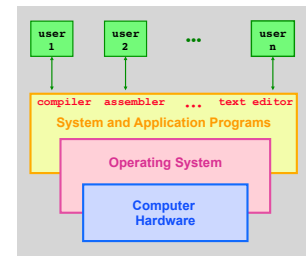 user 1
user 2
...
user n
compiler assembler ... text editor
System and Application Programs
Operating System
Computer
Hardware